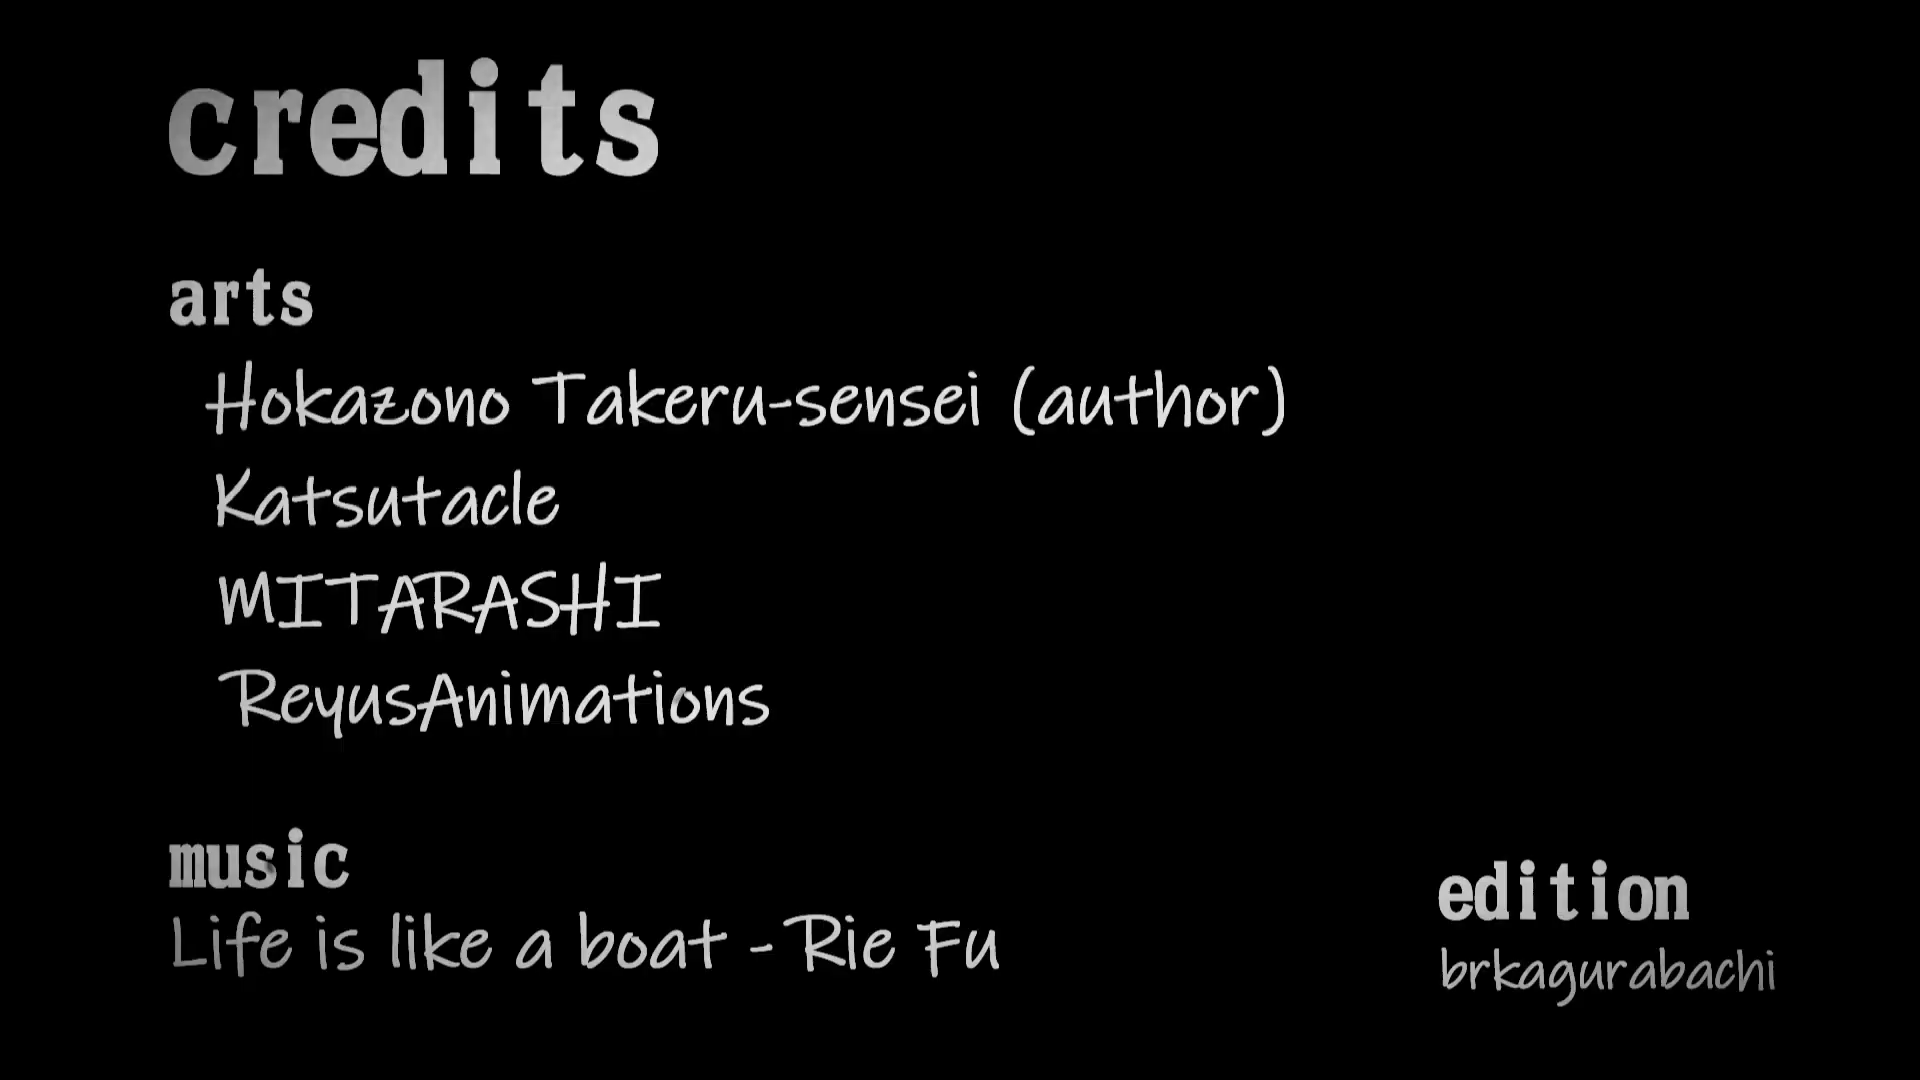 credits
arts
Hokazono Takeru-sensei (author)
Katsutacle
MITARASHI
ReyusAnimations
music
Life is like a boat - Rie Fu
edition
brkagurabachi